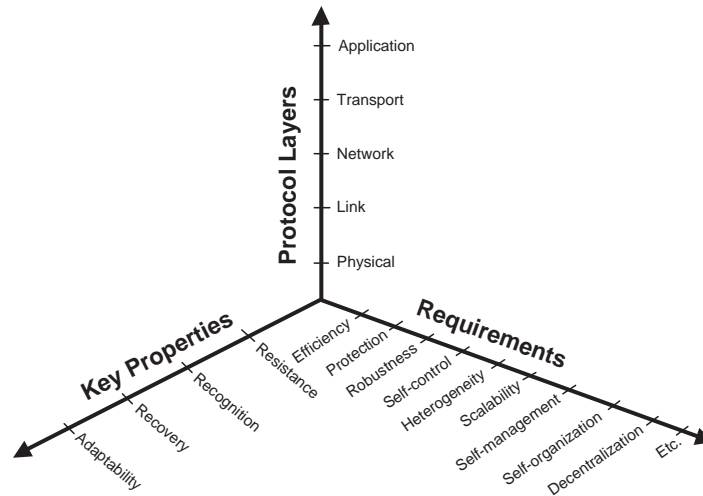 Application
Transport
Network
Link
Physical
Protocol Layers
Key Properties
Resistance
Recognition
Recovery
Adaptability
Requirements
Efficiency
Protection
Robustness
Self-control
Heterogeneity
Scalability
Self-management
Self-organization
Decentralization
Etc.